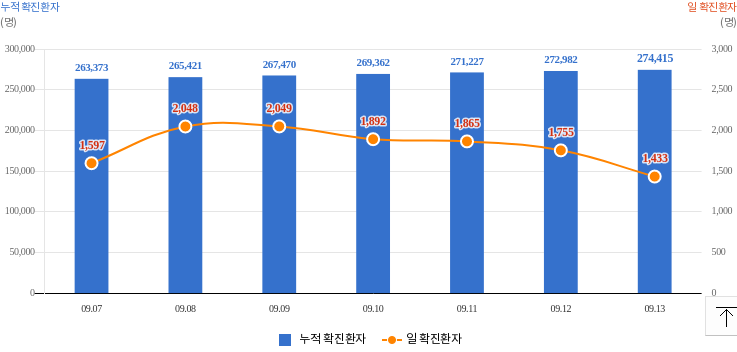 누적 확진환자 일 확진환자
(명) (명)
300,000 3,000
263,373 265,421 267,470 269,362 271,227 272,982 274,415
250,000 2,500
1,597 2,048 2,049 1,892 1,865 1,755 1,433
200,000 2,000
150,000 1,500
100,000 1,000
50,000 500
0 0
09.07 09.08 09.09 09.10 09.11 09.12 09.13
누적 확진환자 일 확진환자